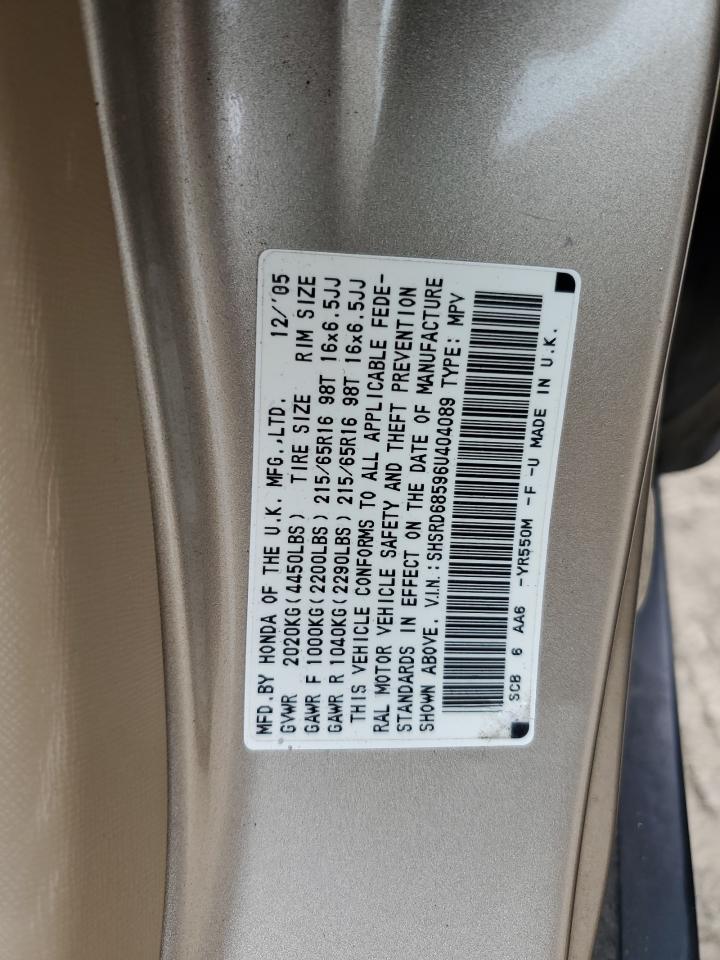 MFD.BY HONDA OF THE U.K. MFG.,LTD. 12/'05
GVWR 2020KG(4450LBS) TIRE SIZE RIM SIZE
GAWR F 1000KG(2200LBS) 215/65R16 98T 16x6.5JJ
GAWR R 1040KG(2290LBS) 215/65R16 98T 16x6.5JJ
THIS VEHICLE CONFORMS TO ALL APPLICABLE FEDE-
RAL MOTOR VEHICLE SAFETY AND THEFT PREVENTION
STANDARDS IN EFFECT ON THE DATE OF MANUFACTURE
SHOWN ABOVE. V.I.N.:SHSRD68596U404089 TYPE: MPV
SCB 6 AA6 -YR550M -F -U MADE IN U.K.